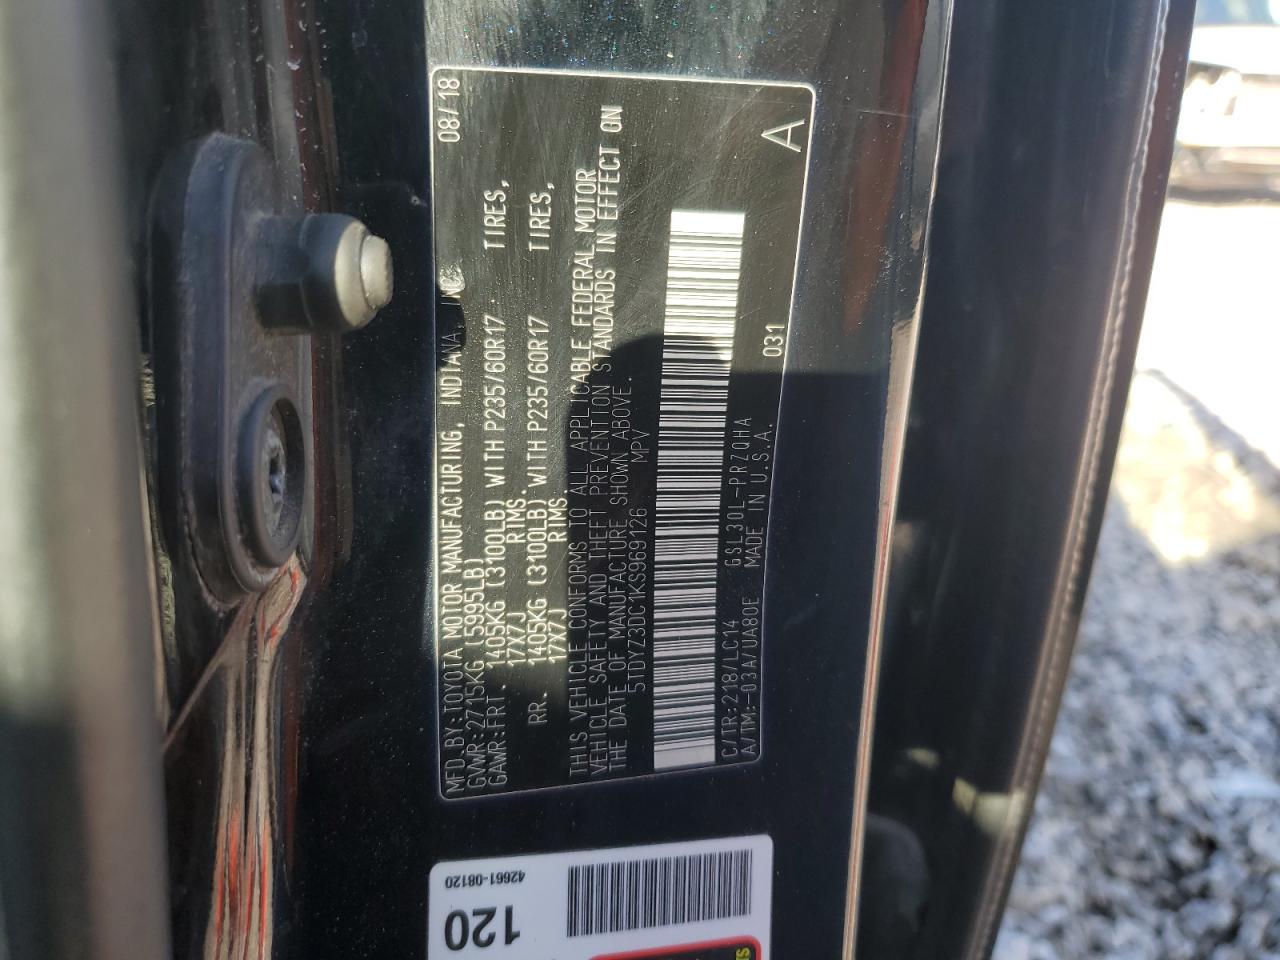 MFD.BY:TOYOTA MOTOR MANUFACTURING, INDIANA, INC. 08/18
GVWR:2715KG (5995LB)
GAWR:FRT. 1405KG (3100LB) WITH P235/60R17 TIRES,
17X7J RIMS.
RR. 1405KG (3100LB) WITH P235/60R17 TIRES,
17X7J RIMS.
THIS VEHICLE CONFORMS TO ALL APPLICABLE FEDERAL MOTOR
VEHICLE SAFETY AND THEFT PREVENTION STANDARDS IN EFFECT ON
THE DATE OF MANUFACTURE SHOWN ABOVE.
5TDYZ3DC1KS969126 MPV
A
C/TR:218/LC14 GSL30L-PRZQHA 031
A/TM:-03A/UA80E MADE IN U.S.A.
42661-08120
120